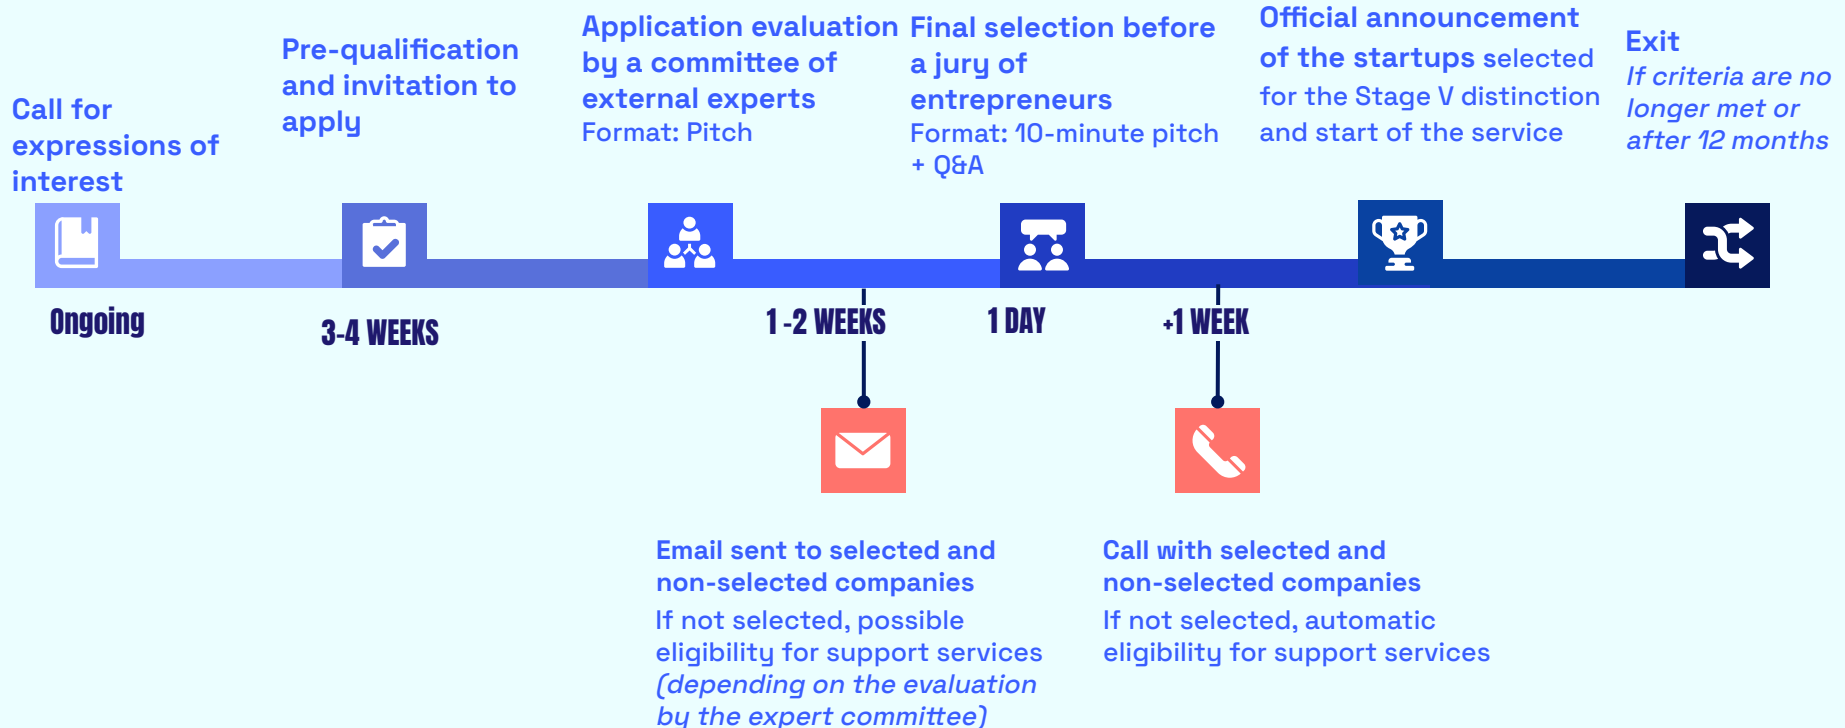 Call for
expressions of
interest
Pre-qualification
and invitation to
apply
Application evaluation
by a committee of
external experts
Format: Pitch
Final selection before
a jury of
entrepreneurs
Format: 10-minute pitch
+ Q&A
Official announcement
of the startups selected
for the Stage V distinction
and start of the service
Exit
If criteria are no
longer met or
after 12 months
Ongoing
3-4 WEEKS
1 -2 WEEKS
1 DAY
+1 WEEK
Email sent to selected and
non-selected companies
If not selected, possible
eligibility for support services
(depending on the evaluation
by the expert committee)
Call with selected and
non-selected companies
If not selected, automatic
eligibility for support services